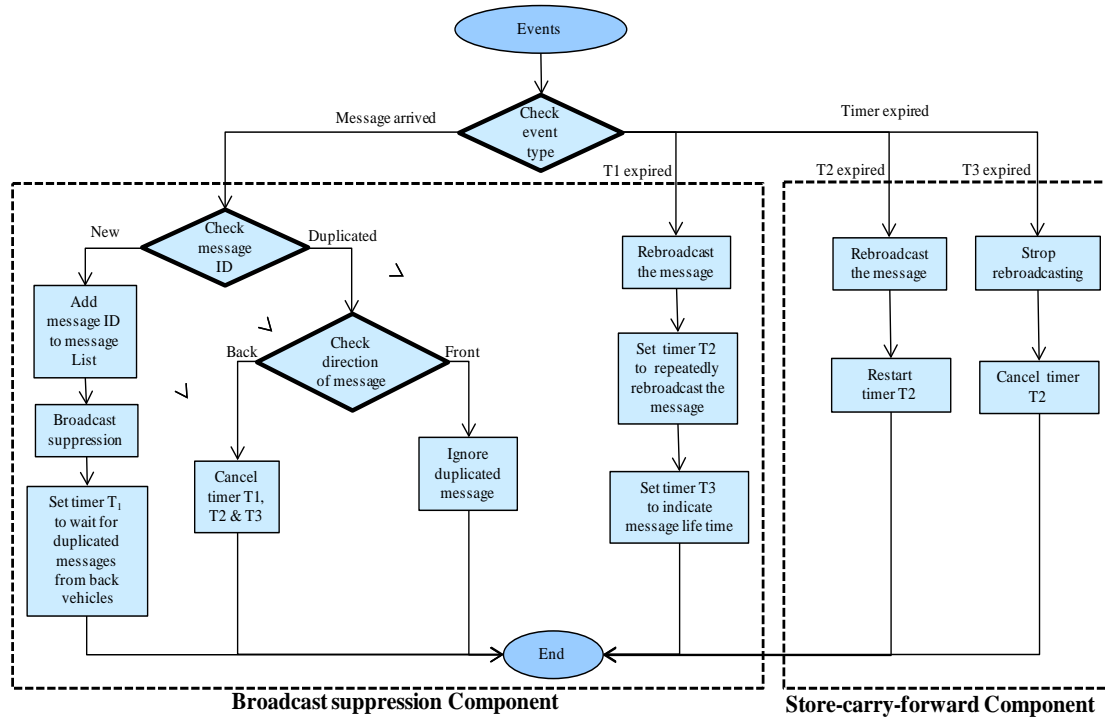 Events
Check
event
type
Message arrived
Timer expired
T1 expired
T2 expired
T3 expired
Check
message
ID
New
Duplicated
Add
message ID
to message
List
Broadcast
suppression
Set timer T₁
to wait for
duplicated
messages
from back
vehicles
Check
direction
of message
Back
Front
Cancel
timer T1,
T2 & T3
Ignore
duplicated
message
Rebroadcast
the message
Set timer T2
to repeatedly
rebroadcast the
message
Set timer T3
to indicate
message life time
Rebroadcast
the message
Restart
timer T2
Strop
rebroadcasting
Cancel timer
T2
End
Broadcast suppression Component
Store-carry-forward Component